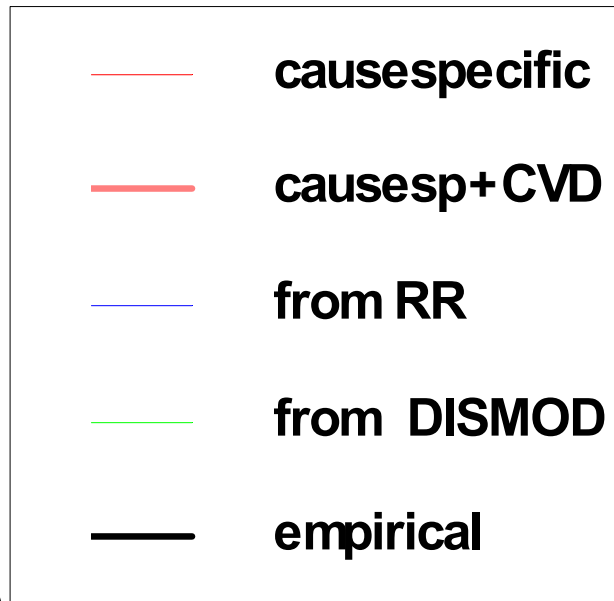 causespecific
causesp+CVD
from RR
from DISMOD
empirical